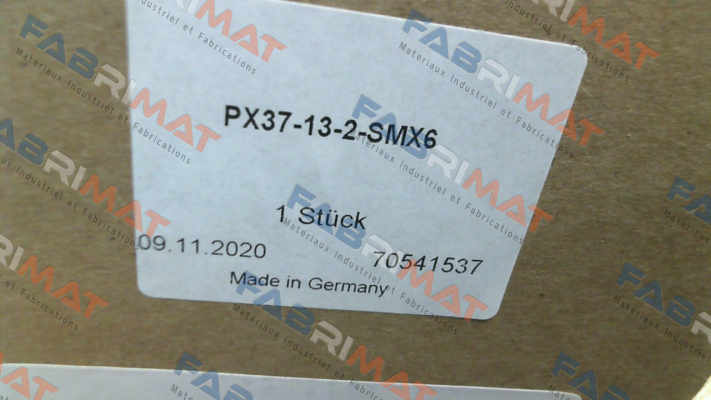 PX37-13-2-SMX6
1 Stück
09.11.2020 70541537
Made in Germany
FABRIMAT
Materiaux Industriel et Fabrications